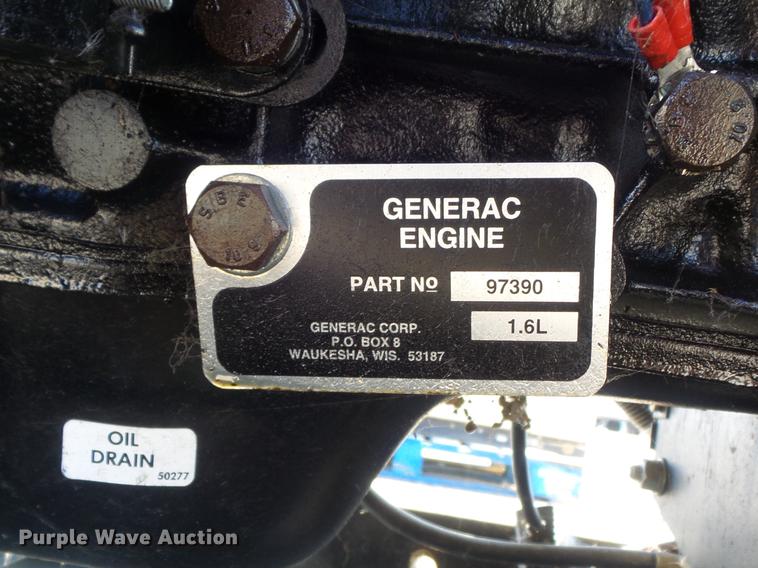 GENERAC
ENGINE
PART Nº 97390
1.6L
GENERAC CORP.
P.O. BOX 8
WAUKESHA, WIS. 53187
OIL
DRAIN
50277
Purple Wave Auction